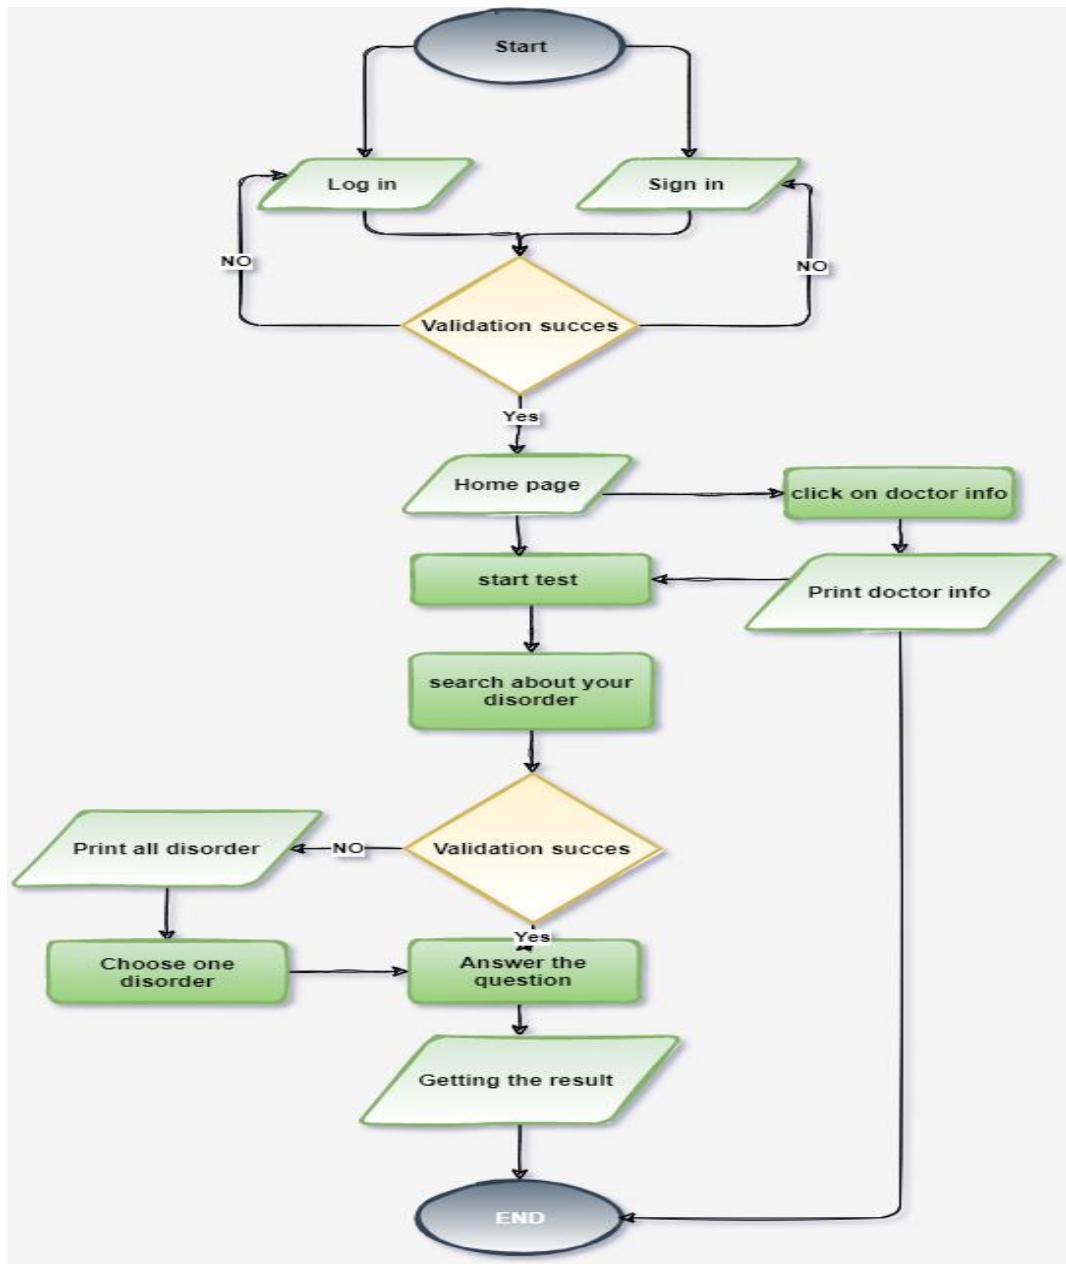 Start
Log in
Sign in
NO
NO
Validation succes
Yes
Home page
click on doctor info
start test
Print doctor info
search about your
disorder
Print all disorder
NO
Validation succes
Yes
Choose one
disorder
Answer the
question
Getting the result
END